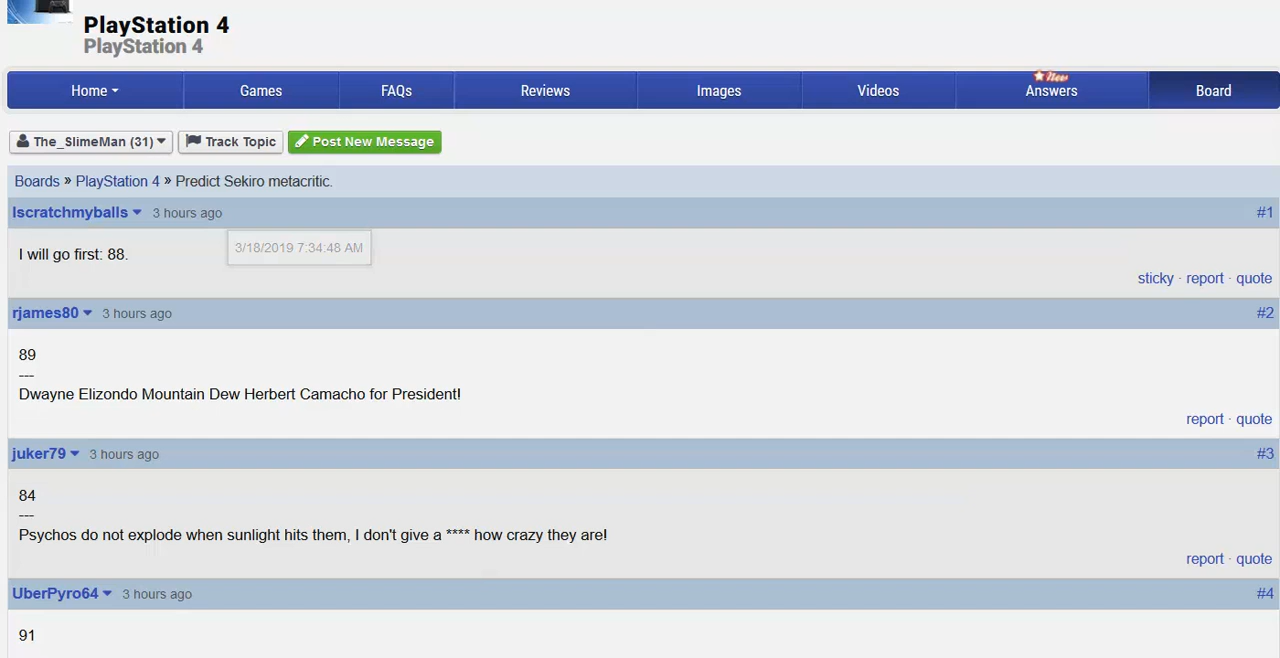 PlayStation 4
PlayStation 4
Home Games FAQs Reviews Images Videos New Answers Board
The_SlimeMan (31) Track Topic Post New Message
Boards » PlayStation 4 » Predict Sekiro metacritic.
Iscratchmyballs 3 hours ago #1
3/18/2019 7:34:48 AM
I will go first: 88.
sticky · report · quote
rjames80 3 hours ago #2
89
---
Dwayne Elizondo Mountain Dew Herbert Camacho for President!
report · quote
juker79 3 hours ago #3
84
---
Psychos do not explode when sunlight hits them, I don't give a **** how crazy they are!
report · quote
UberPyro64 3 hours ago #4
91